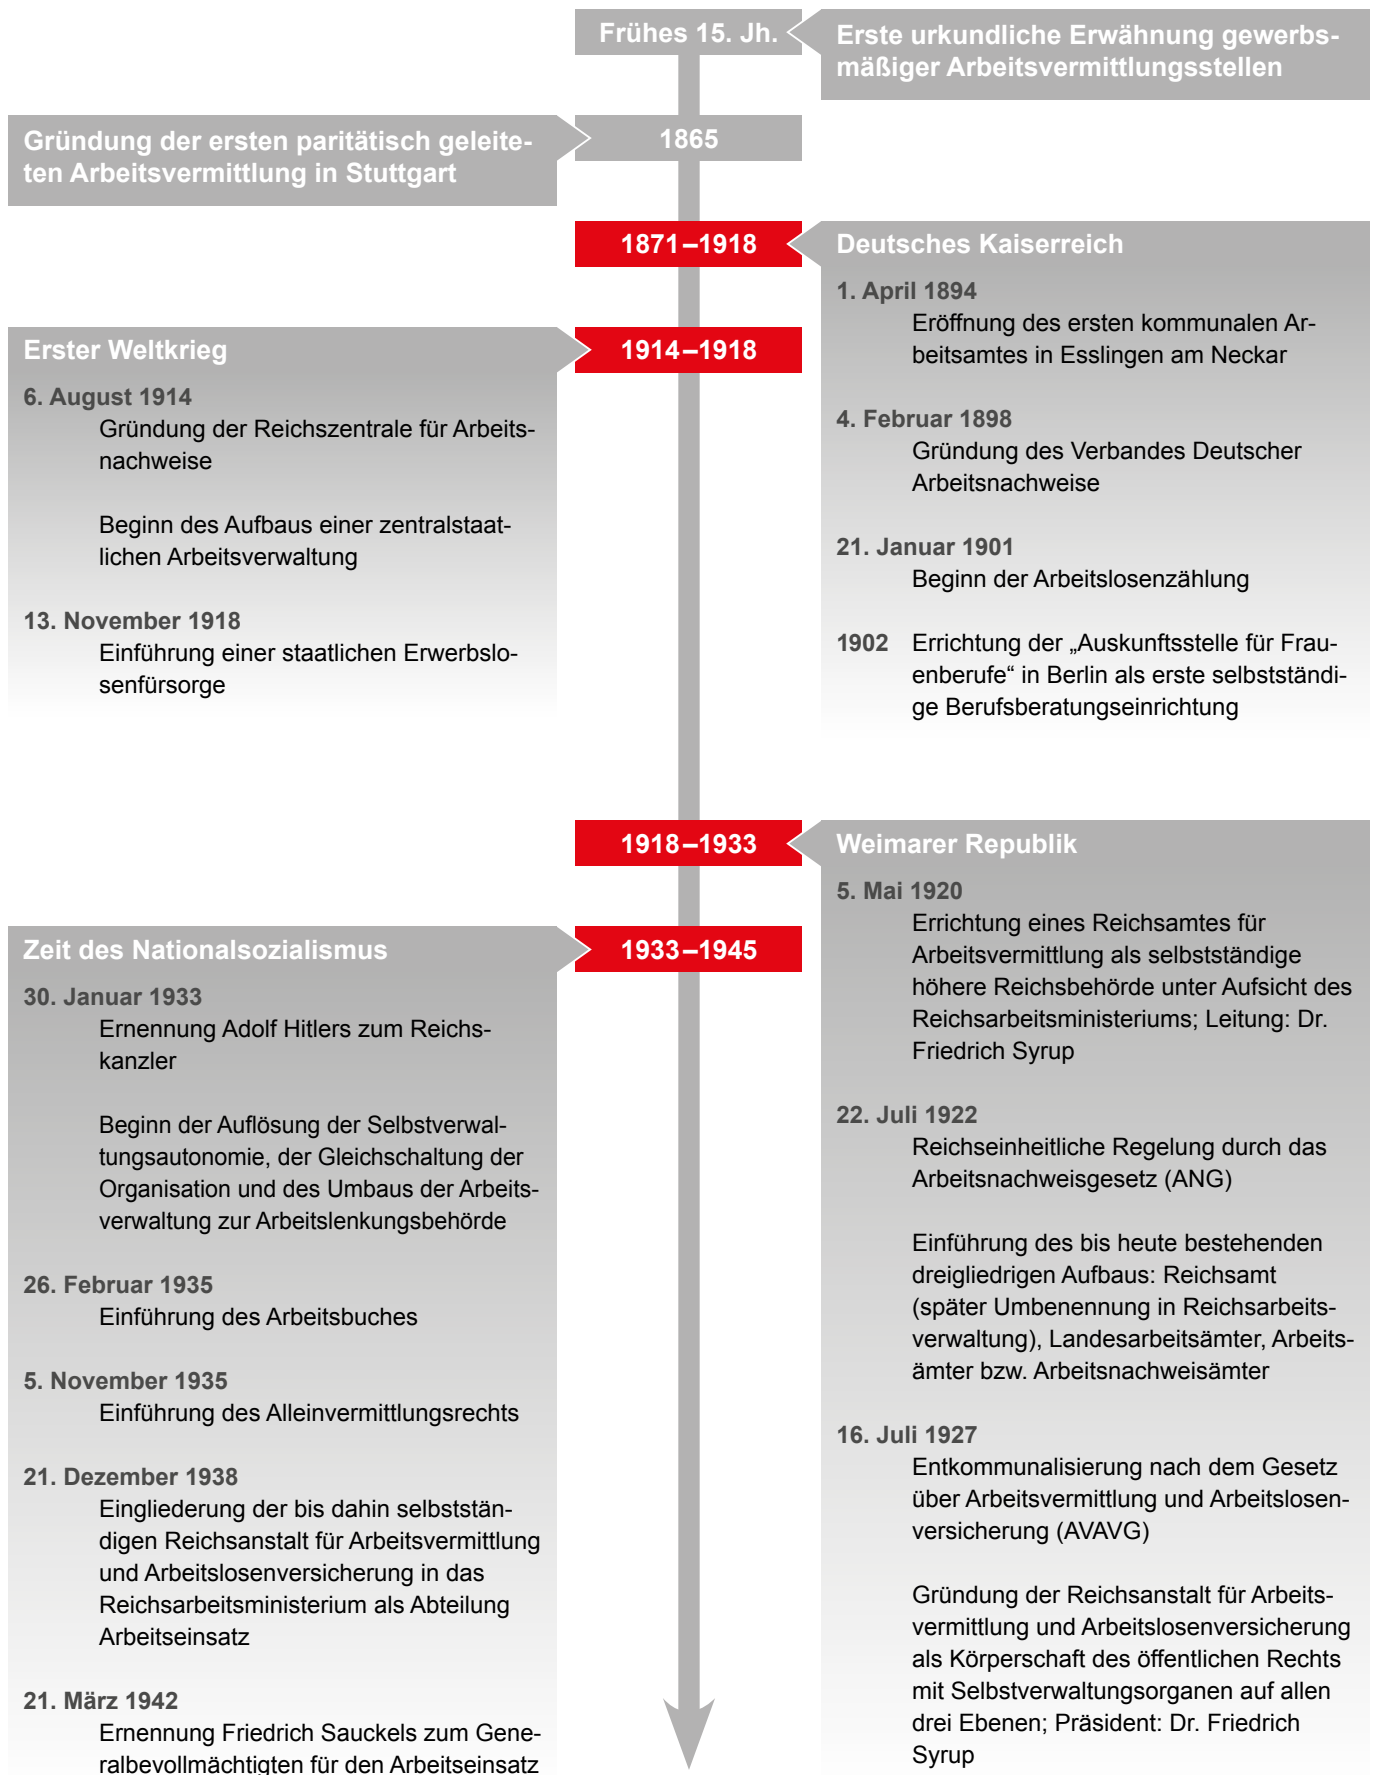 Frühes 15. Jh.
Erste urkundliche Erwähnung gewerbs-
mäßiger Arbeitsvermittlungsstellen
Gründung der ersten paritätisch geleite-
ten Arbeitsvermittlung in Stuttgart
1865
1871–1918
Deutsches Kaiserreich
1. April 1894
Eröffnung des ersten kommunalen Ar-
beitsamtes in Esslingen am Neckar
4. Februar 1898
Gründung des Verbandes Deutscher
Arbeitsnachweise
21. Januar 1901
Beginn der Arbeitslosenzählung
1902 Errichtung der „Auskunftsstelle für Frau-
enberufe“ in Berlin als erste selbstständi-
ge Berufsberatungseinrichtung
Erster Weltkrieg
1914–1918
6. August 1914
Gründung der Reichszentrale für Arbeits-
nachweise
Beginn des Aufbaus einer zentralstaat-
lichen Arbeitsverwaltung
13. November 1918
Einführung einer staatlichen Erwerbslo-
senfürsorge
1918–1933
Weimarer Republik
5. Mai 1920
Errichtung eines Reichsamtes für
Arbeitsvermittlung als selbstständige
höhere Reichsbehörde unter Aufsicht des
Reichsarbeitsministeriums; Leitung: Dr.
Friedrich Syrup
22. Juli 1922
Reichseinheitliche Regelung durch das
Arbeitsnachweisgesetz (ANG)
Einführung des bis heute bestehenden
dreigliedrigen Aufbaus: Reichsamt
(später Umbenennung in Reichsarbeits-
verwaltung), Landesarbeitsämter, Arbeits-
ämter bzw. Arbeitsnachweisämter
16. Juli 1927
Entkommunalisierung nach dem Gesetz
über Arbeitsvermittlung und Arbeitslosen-
versicherung (AVAVG)
Gründung der Reichsanstalt für Arbeits-
vermittlung und Arbeitslosenversicherung
als Körperschaft des öffentlichen Rechts
mit Selbstverwaltungsorganen auf allen
drei Ebenen; Präsident: Dr. Friedrich
Syrup
Zeit des Nationalsozialismus
1933–1945
30. Januar 1933
Ernennung Adolf Hitlers zum Reichs-
kanzler
Beginn der Auflösung der Selbstverwal-
tungsautonomie, der Gleichschaltung der
Organisation und des Umbaus der Arbeits-
verwaltung zur Arbeitslenkungsbehörde
26. Februar 1935
Einführung des Arbeitsbuches
5. November 1935
Einführung des Alleinvermittlungsrechts
21. Dezember 1938
Eingliederung der bis dahin selbststän-
digen Reichsanstalt für Arbeitsvermittlung
und Arbeitslosenversicherung in das
Reichsarbeitsministerium als Abteilung
Arbeitseinsatz
21. März 1942
Ernennung Friedrich Sauckels zum Gene-
ralbevollmächtigten für den Arbeitseinsatz